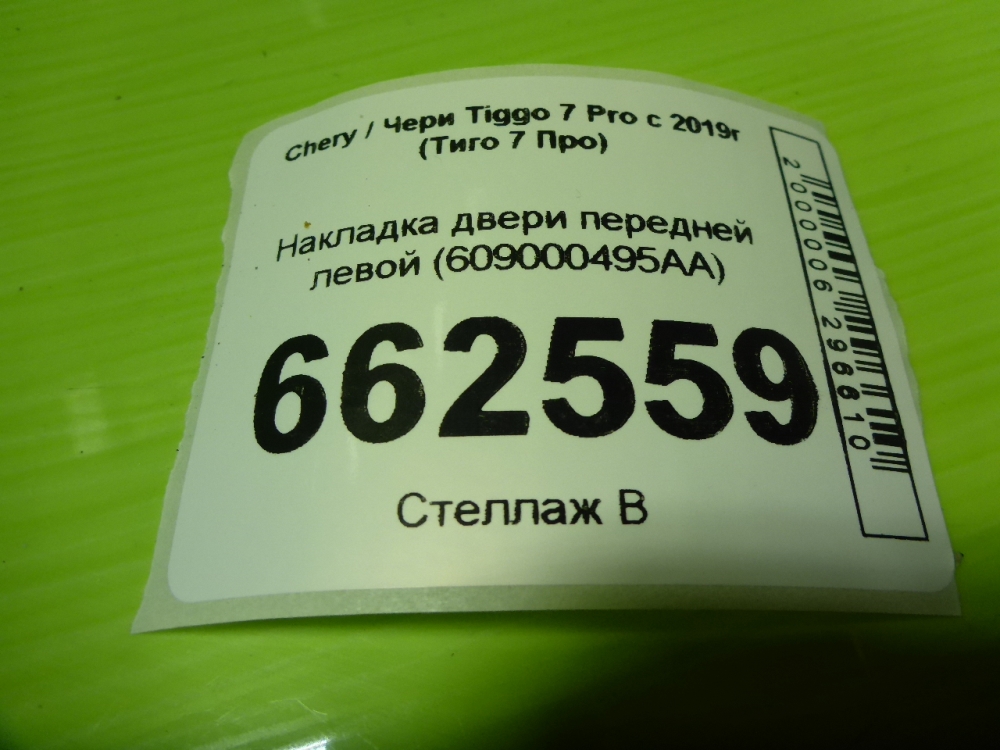 Chery / Чери Tiggo 7 Pro с 2019г
(Тиго 7 Про)
Накладка двери передней
левой (609000495AA)
662559
Стеллаж В
2000006296610